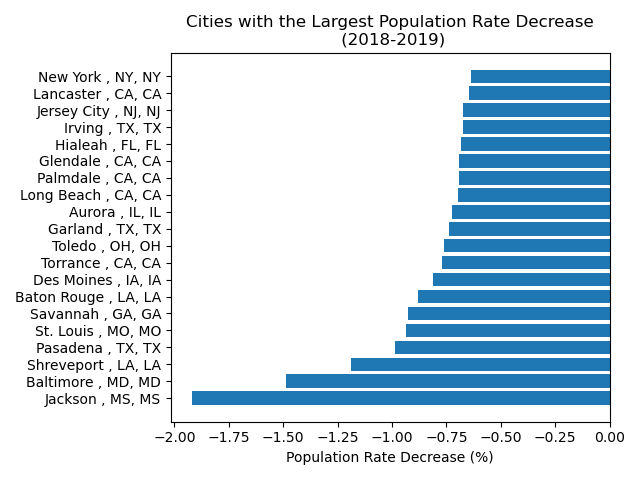 Cities with the Largest Population Rate Decrease
(2018-2019)
New York , NY, NY
Lancaster , CA, CA
Jersey City , NJ, NJ
Irving , TX, TX
Hialeah , FL, FL
Glendale , CA, CA
Palmdale , CA, CA
Long Beach , CA, CA
Aurora , IL, IL
Garland , TX, TX
Toledo , OH, OH
Torrance , CA, CA
Des Moines , IA, IA
Baton Rouge , LA, LA
Savannah , GA, GA
St. Louis , MO, MO
Pasadena , TX, TX
Shreveport , LA, LA
Baltimore , MD, MD
Jackson , MS, MS
−2.00 −1.75 −1.50 −1.25 −1.00 −0.75 −0.50 −0.25 0.00
Population Rate Decrease (%)